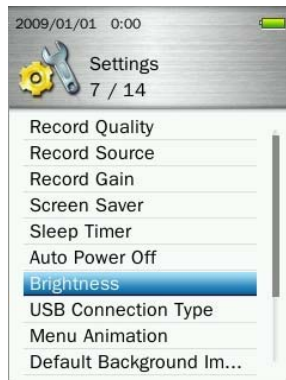 2009/01/01 0:00
Settings
7 / 14
Record Quality
Record Source
Record Gain
Screen Saver
Sleep Timer
Auto Power Off
Brightness
USB Connection Type
Menu Animation
Default Background Im...